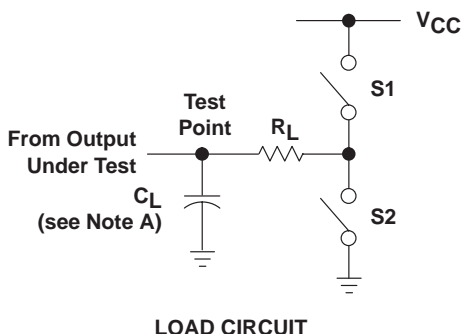 VCC
S1
Test
Point
RL
From Output
Under Test
CL
(see Note A)
S2
LOAD CIRCUIT